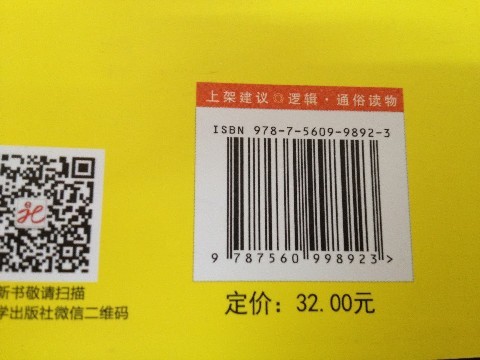 上架建议 ◎ 逻辑·通俗读物
ISBN 978-7-5609-9892-3
9 787560 998923 >
定价：32.00元
新书敬请扫描
学出版社微信二维码